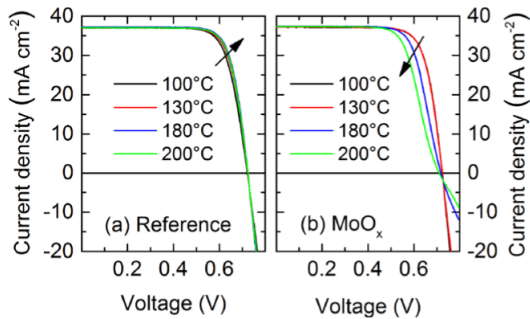 Current density (mA cm⁻²)
40
30
20
10
0
-10
-20
100°C
130°C
180°C
200°C
(a) Reference
0.2 0.4 0.6
Voltage (V)
100°C
130°C
180°C
200°C
(b) MoOₓ
0.2 0.4 0.6
Voltage (V)
40
30
20
10
0
-10
-20
Current density (mA cm⁻²)